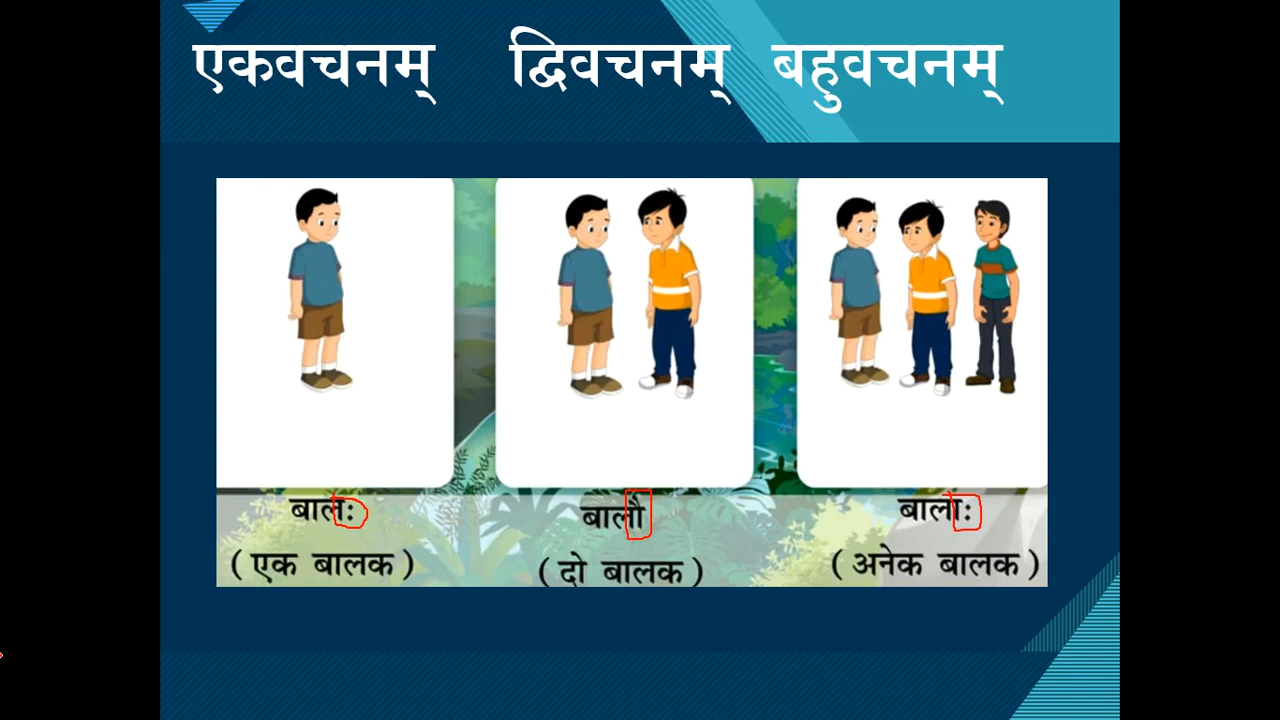 एकवचनम् द्विवचनम् बहुवचनम्
बालः बालौ बालाः
( एक बालक ) ( दो बालक ) ( अनेक बालक )